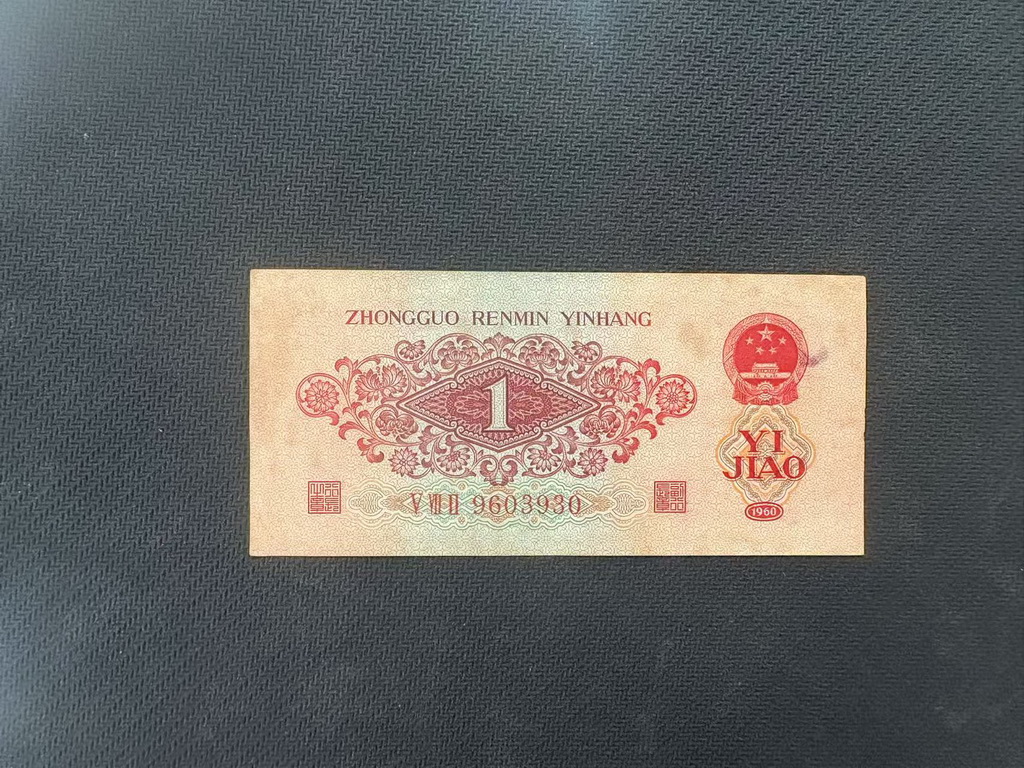 ZHONGGUO RENMIN YINHANG
1
YI
JIAO
Ⅴ Ⅷ Ⅱ 9603930
1960